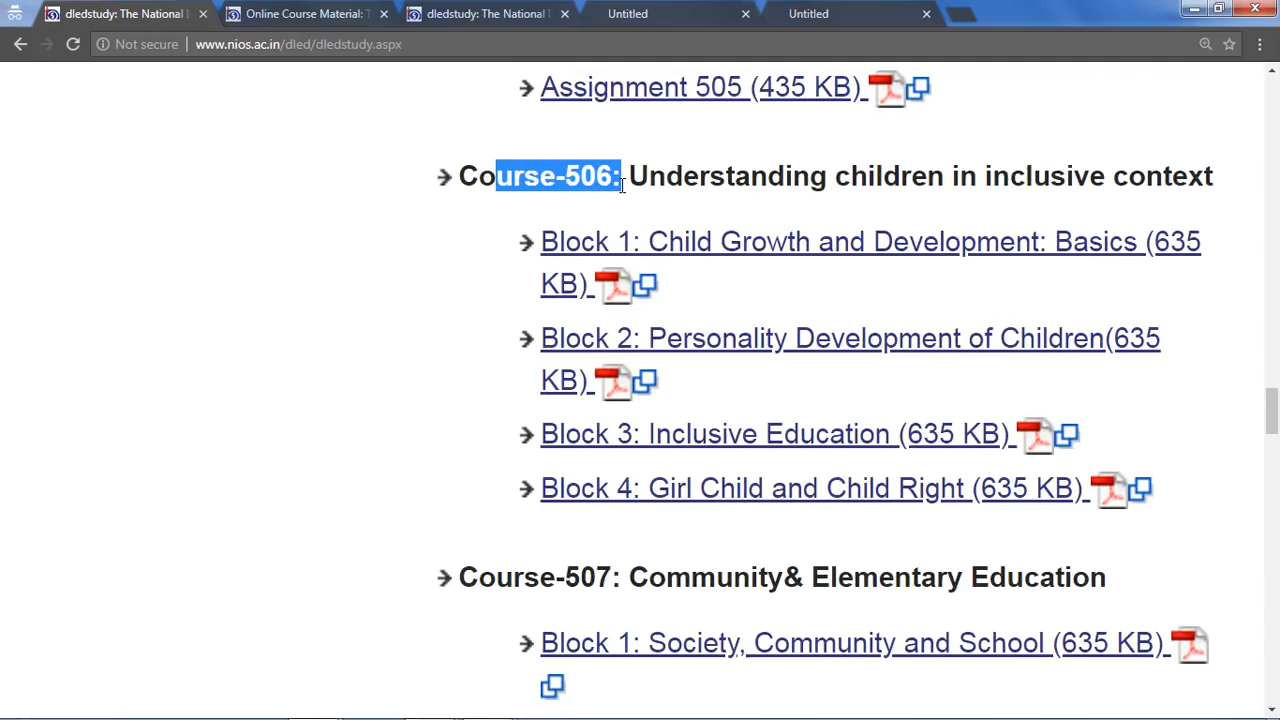 dledstudy: The National I
Online Course Material: T
dledstudy: The National I
Untitled
Untitled
Not secure
www.nios.ac.in/dled/dledstudy.aspx
Assignment 505 (435 KB)
Course-506: Understanding children in inclusive context
Block 1: Child Growth and Development: Basics (635
KB)
Block 2: Personality Development of Children(635
KB)
Block 3: Inclusive Education (635 KB)
Block 4: Girl Child and Child Right (635 KB)
Course-507: Community& Elementary Education
Block 1: Society, Community and School (635 KB)